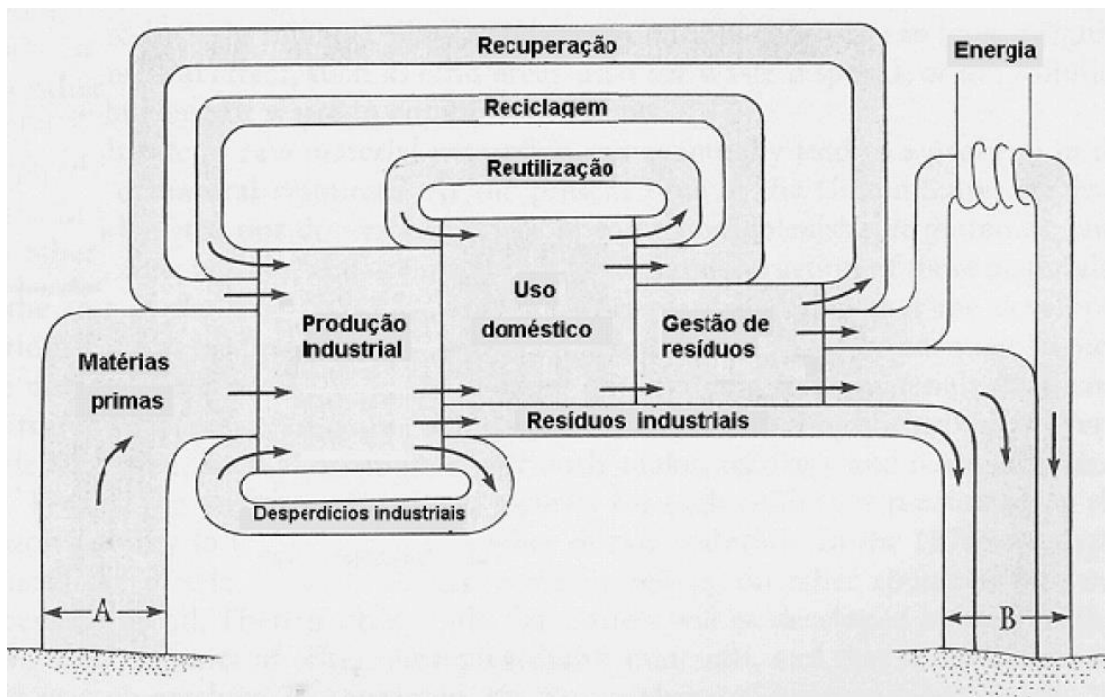 Recuperação
Energia
Reciclagem
Reutilização
Uso
doméstico
Produção
Industrial
Gestão de
resíduos
Matérias
primas
Resíduos industriais
Desperdícios industriais
A
B